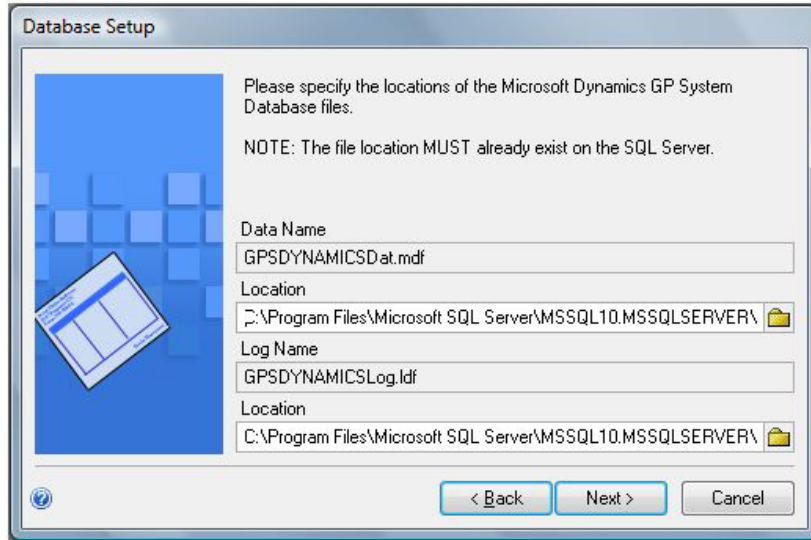 Database Setup
Please specify the locations of the Microsoft Dynamics GP System
Database files.
NOTE: The file location MUST already exist on the SQL Server.
Data Name
GPSDYNAMICSDat.mdf
Location
C:\Program Files\Microsoft SQL Server\MSSQL10.MSSQLSERVER\
Log Name
GPSDYNAMICSLog.ldf
Location
C:\Program Files\Microsoft SQL Server\MSSQL10.MSSQLSERVER\
< Back Next > Cancel